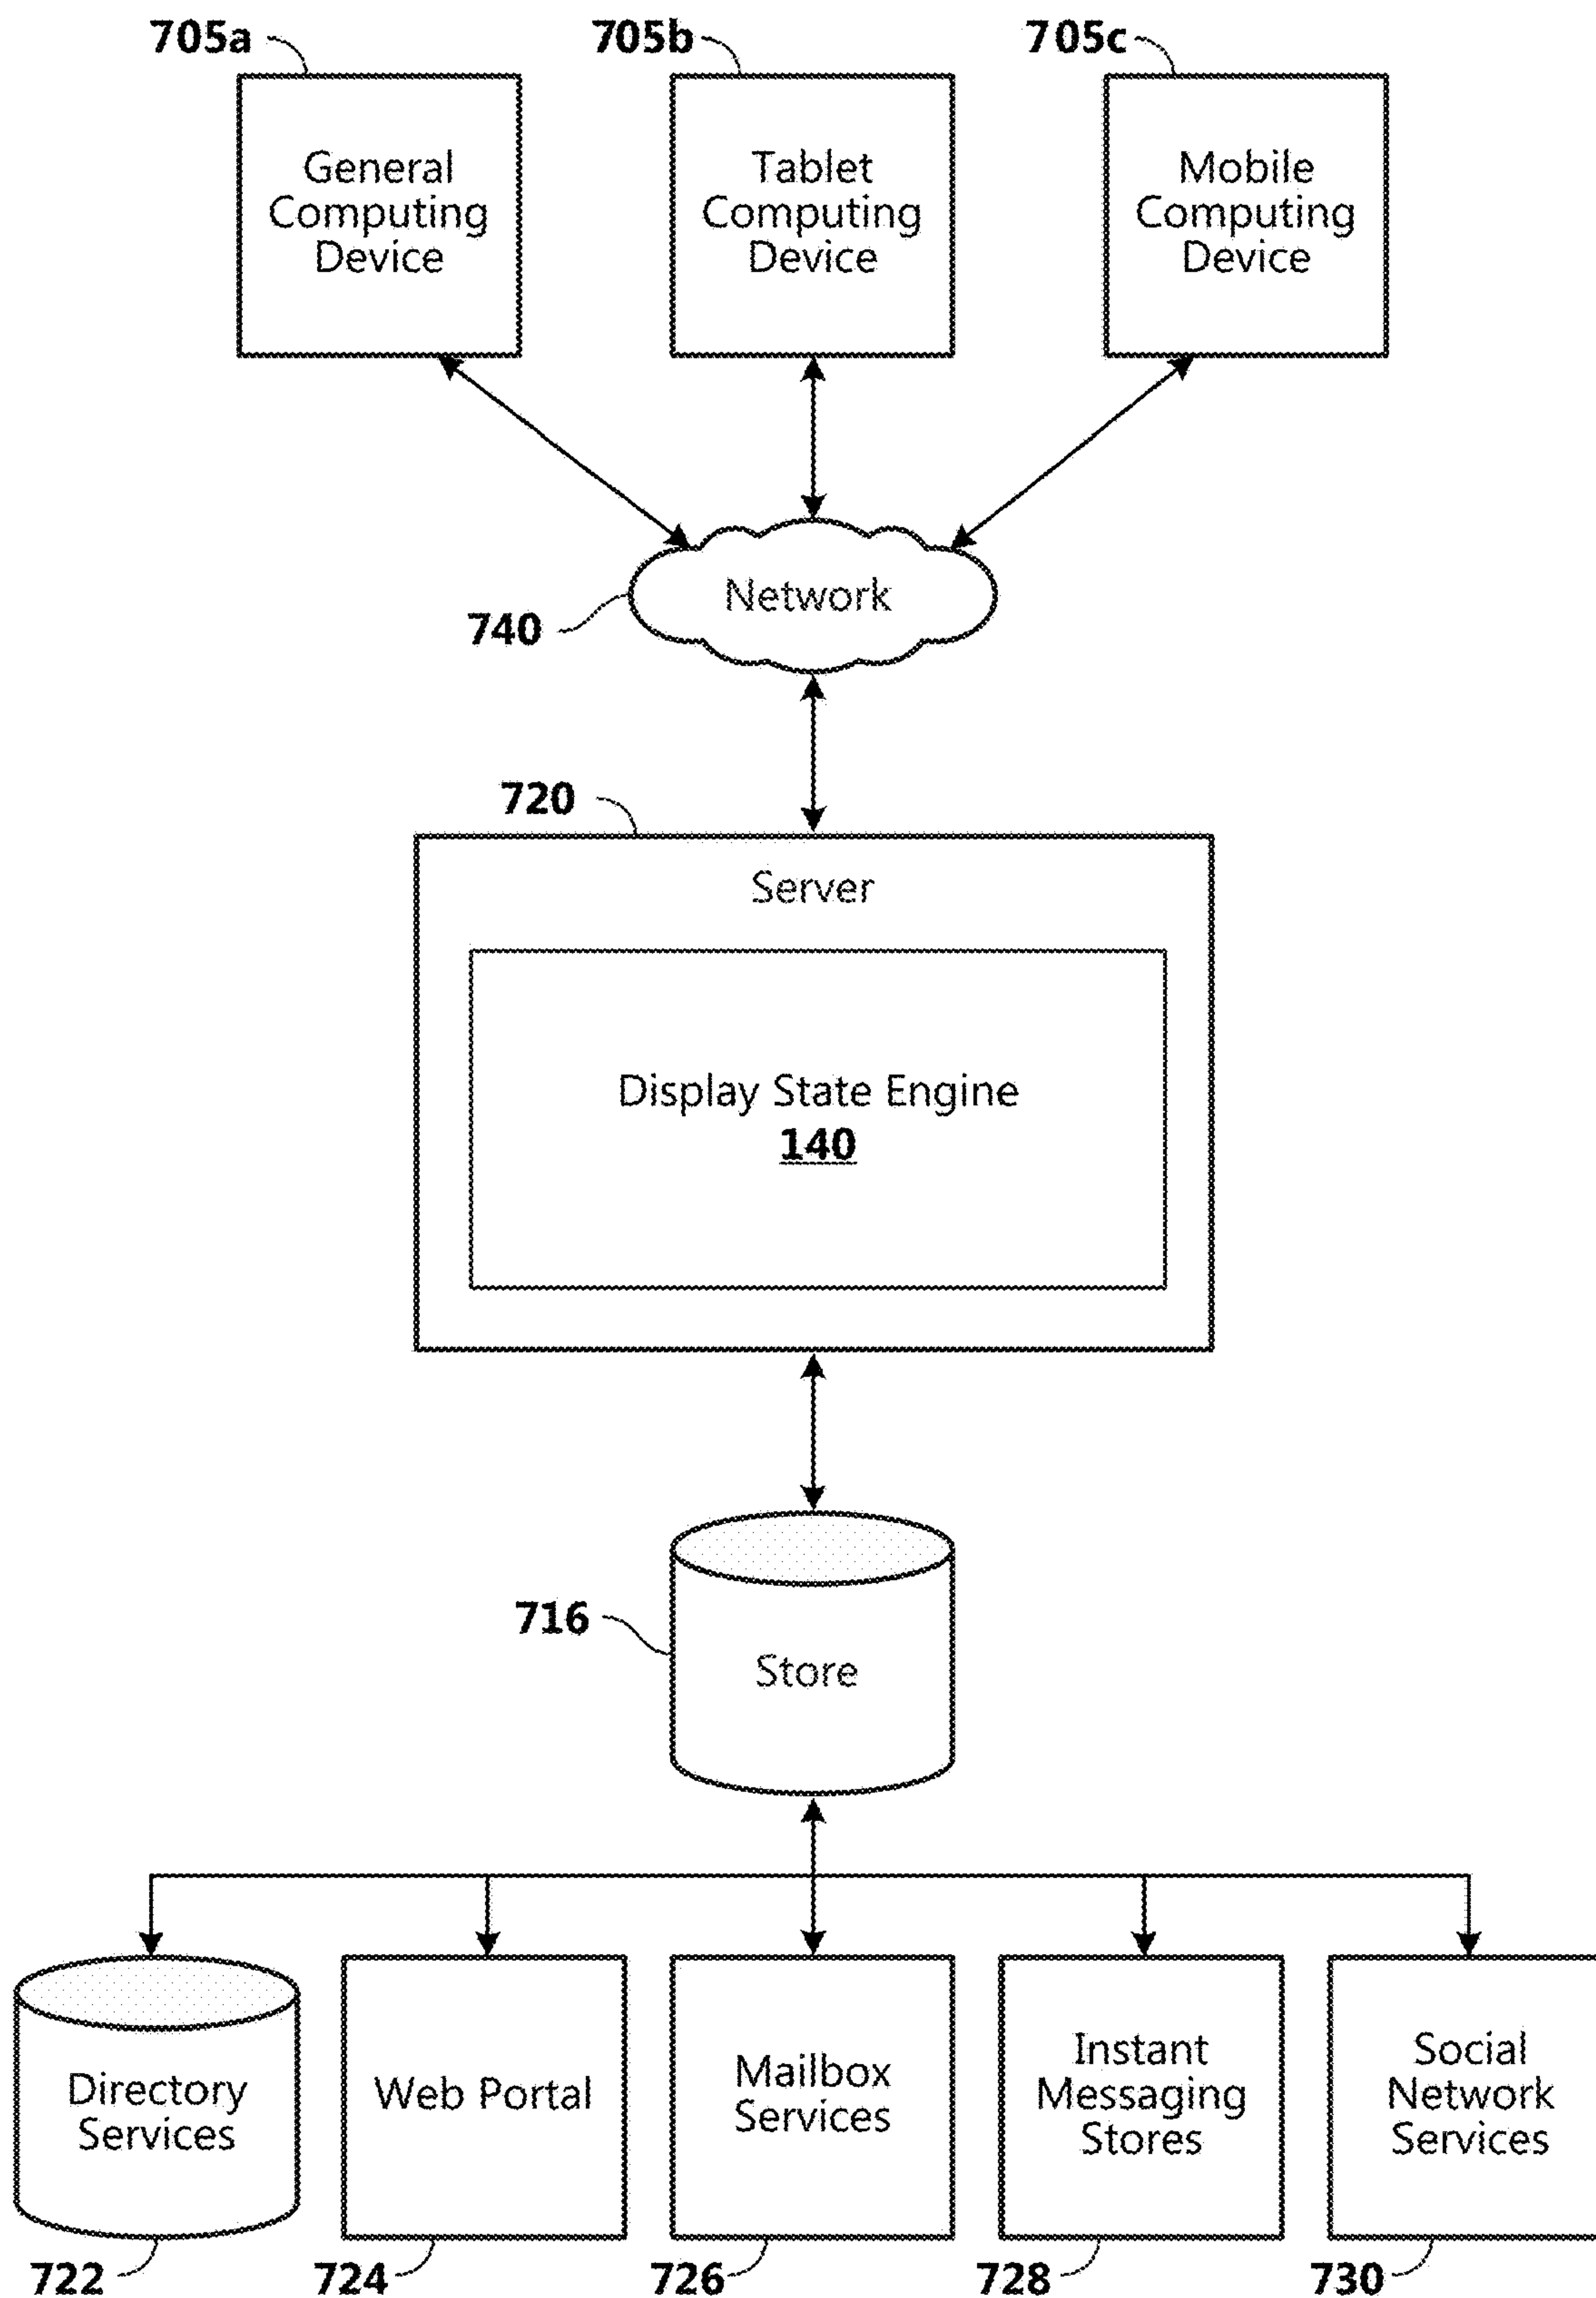 705a
705b
705c
General
Computing
Device
Tablet
Computing
Device
Mobile
Computing
Device
Network
740
720
Server
Display State Engine
140
716
Store
Directory
Services
Web Portal
Mailbox
Services
Instant
Messaging
Stores
Social
Network
Services
722
724
726
728
730